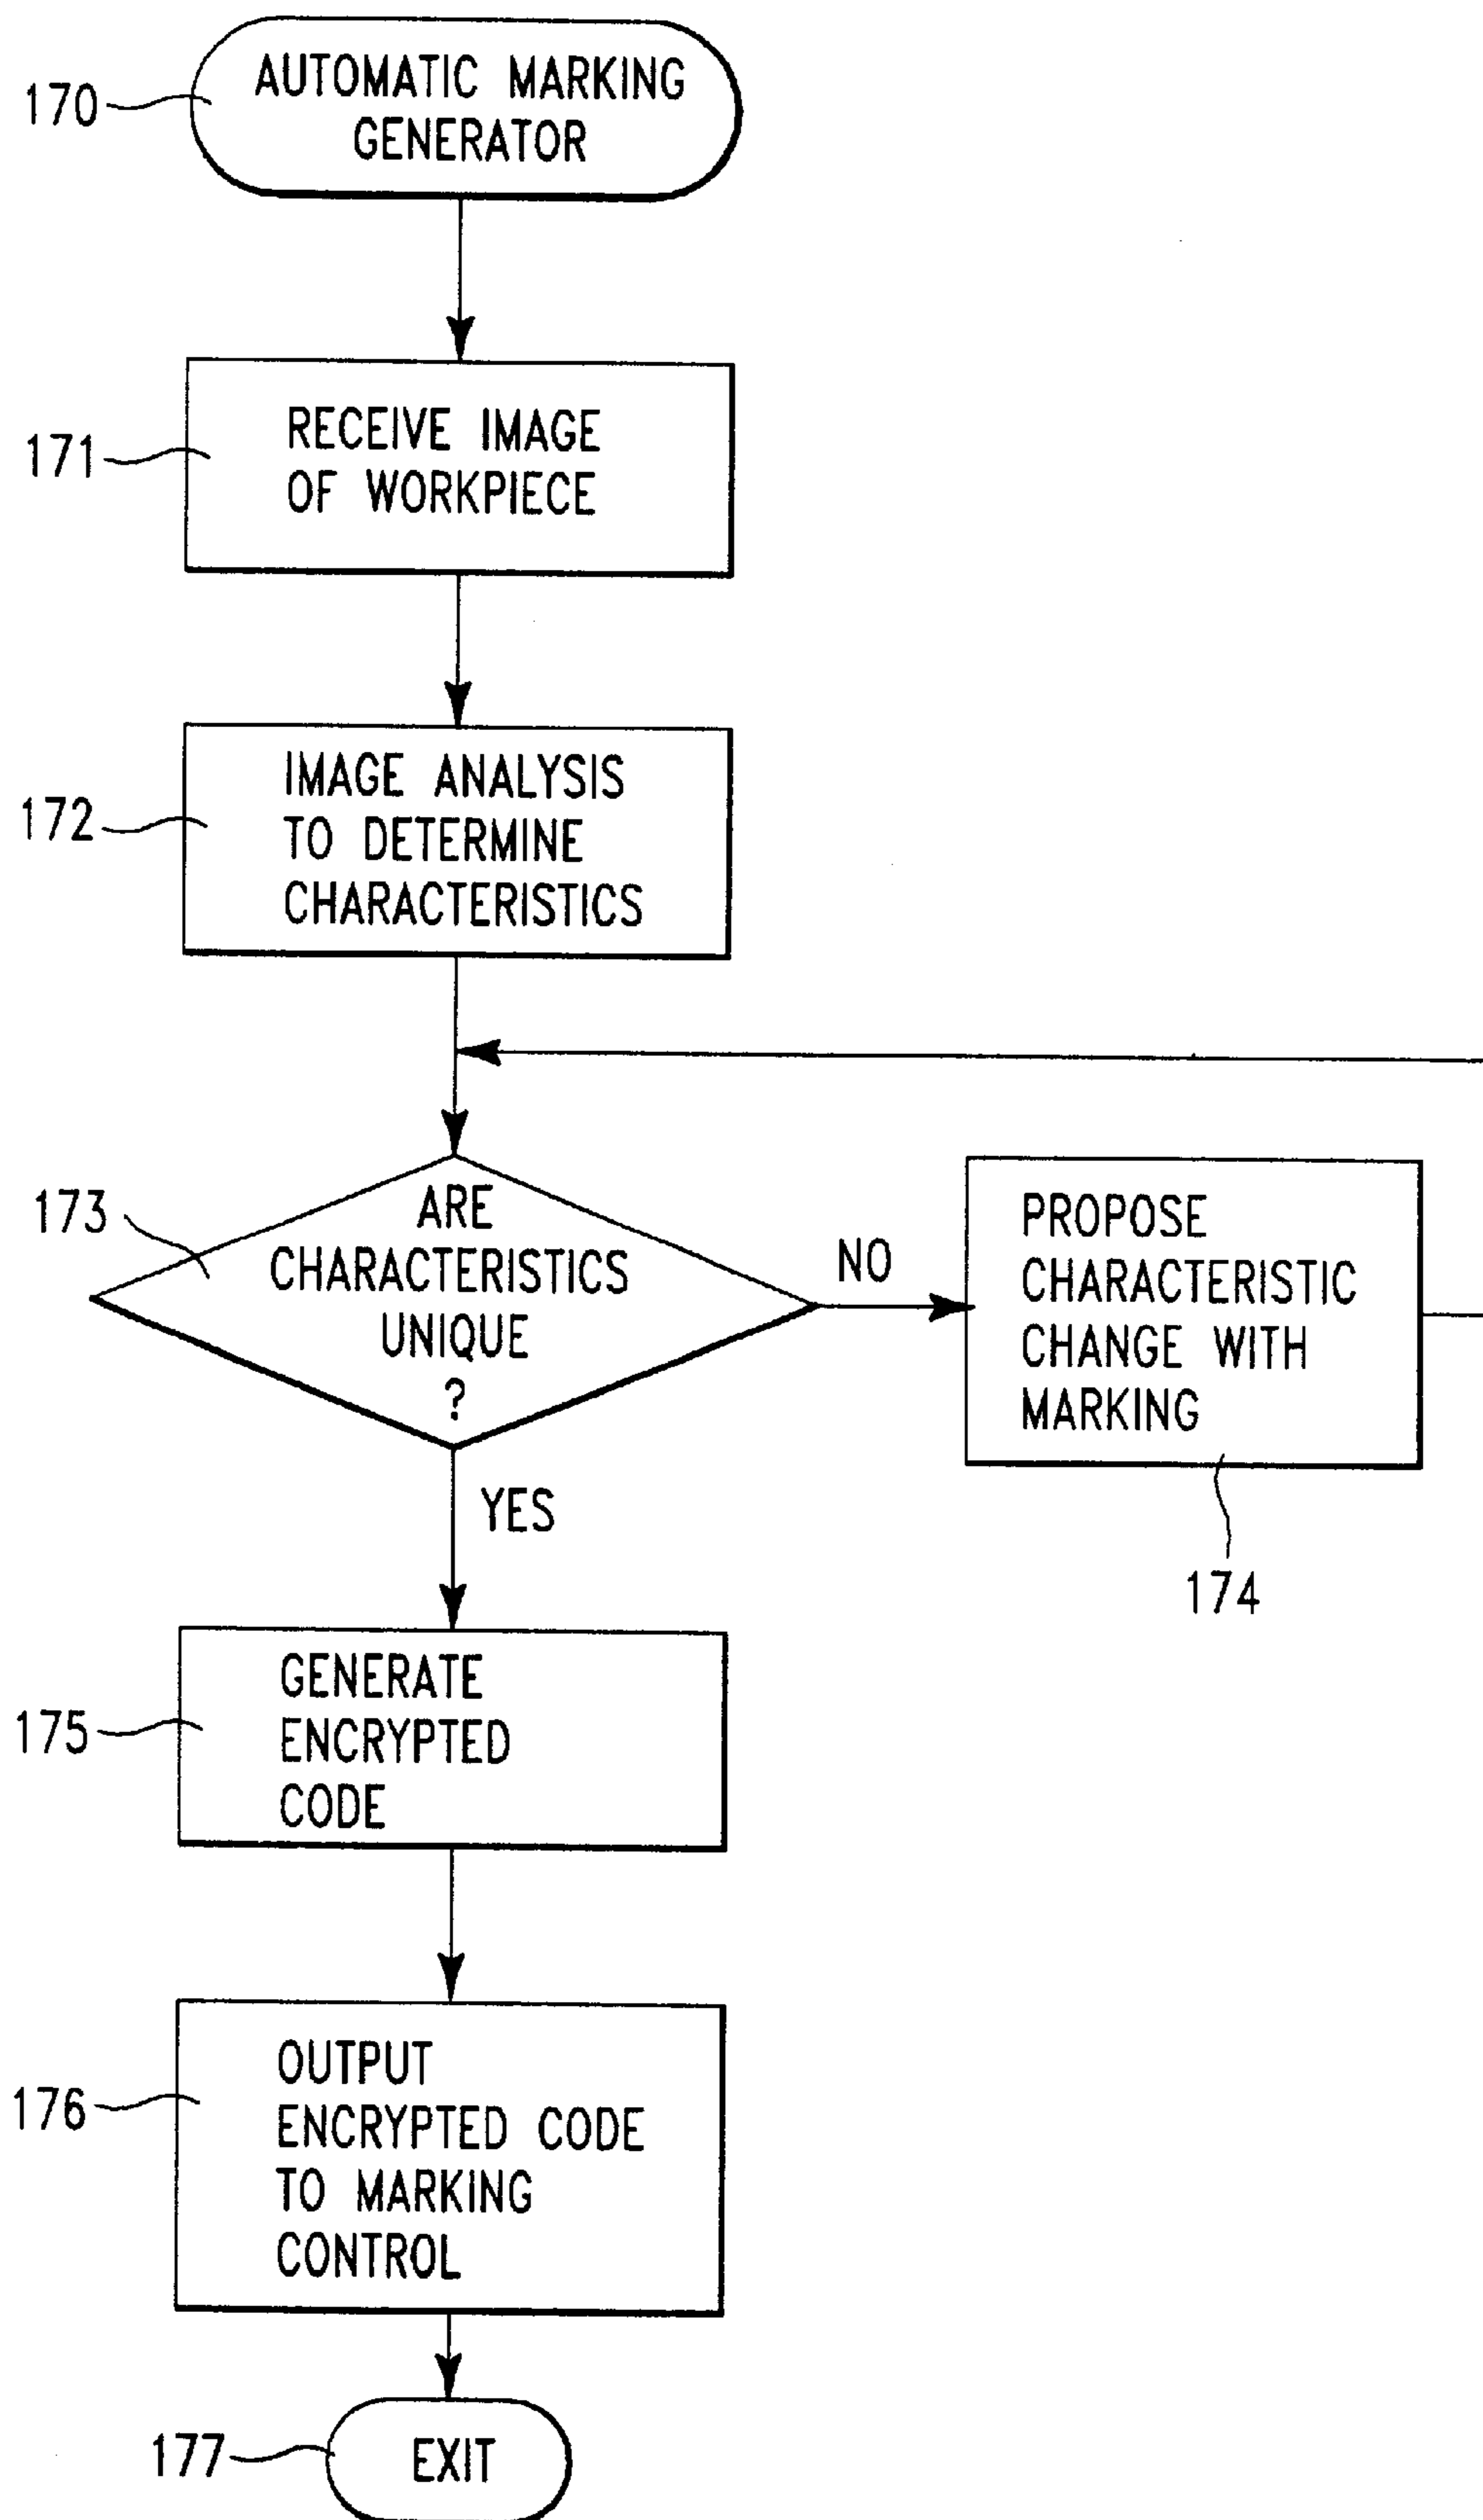 170
AUTOMATIC MARKING
GENERATOR
171
RECEIVE IMAGE
OF WORKPIECE
172
IMAGE ANALYSIS
TO DETERMINE
CHARACTERISTICS
173
ARE
CHARACTERISTICS
UNIQUE
?
NO
PROPOSE
CHARACTERISTIC
CHANGE WITH
MARKING
174
YES
175
GENERATE
ENCRYPTED
CODE
176
OUTPUT
ENCRYPTED CODE
TO MARKING
CONTROL
177
EXIT